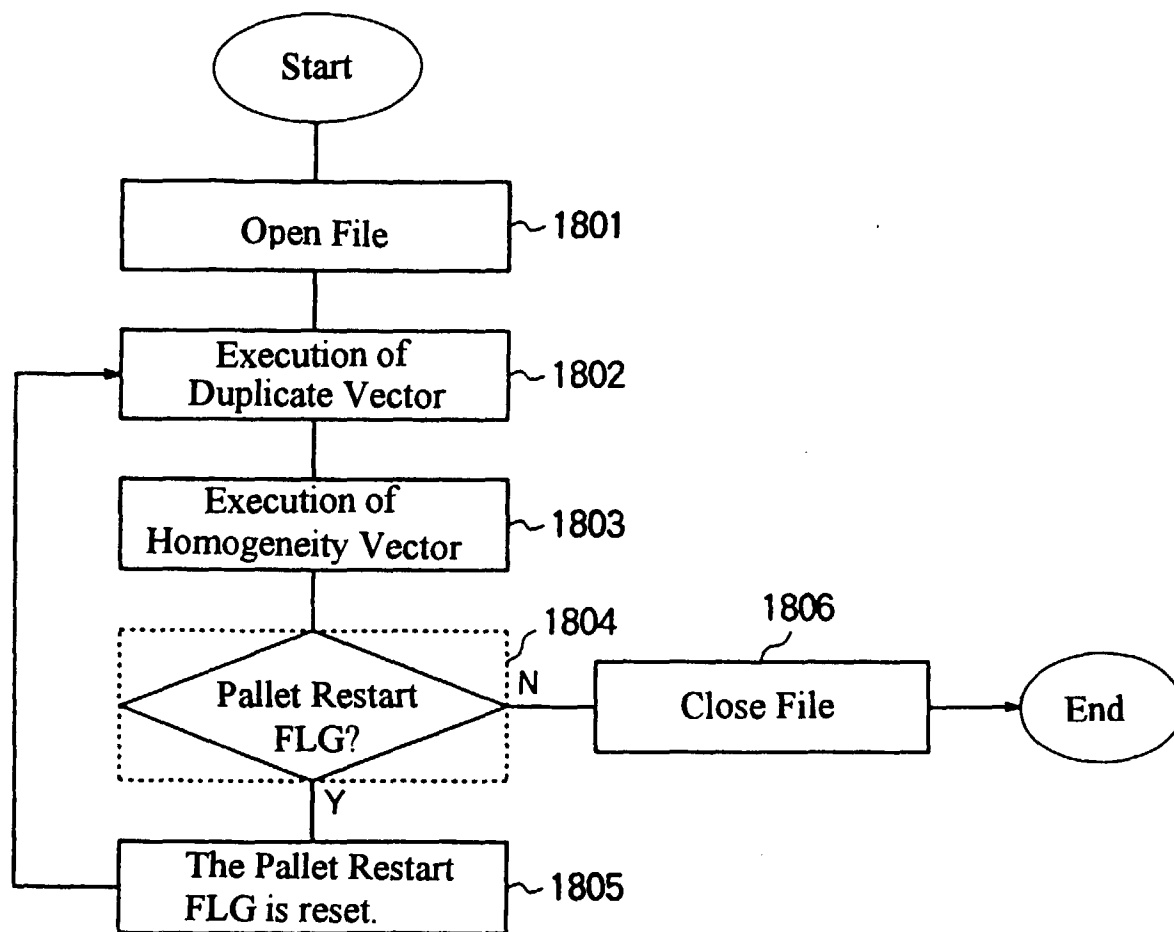 Start
Open File
1801
Execution of
Duplicate Vector
1802
Execution of
Homogeneity Vector
1803
1804
Pallet Restart
FLG?
N
Y
1806
Close File
End
The Pallet Restart
FLG is reset.
1805